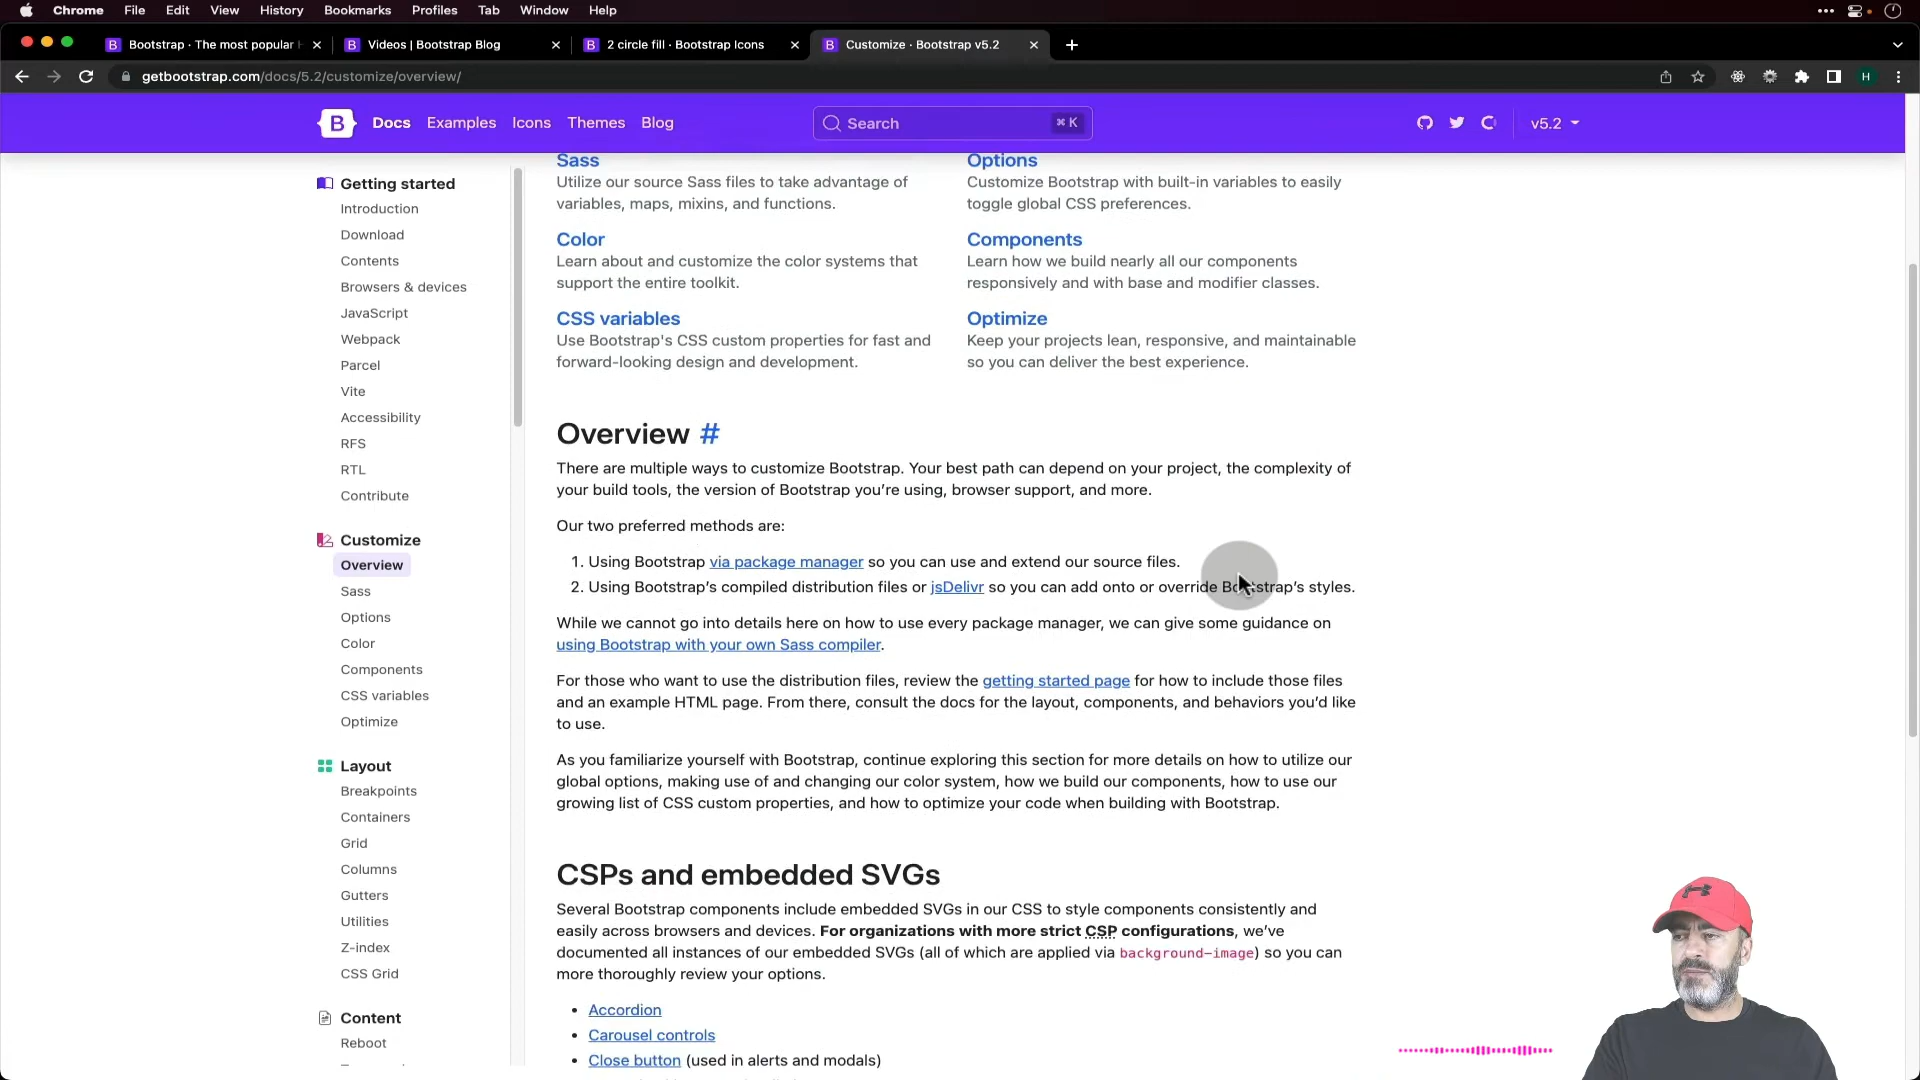 Chrome File Edit View History Bookmarks Profiles Tab Window Help
Bootstrap · The most popular H
Videos | Bootstrap Blog
2 circle fill · Bootstrap Icons
Customize · Bootstrap v5.2
getbootstrap.com/docs/5.2/customize/overview/
H
B Docs Examples Icons Themes Blog
Search ⌘ K
v5.2
Getting started
Introduction
Download
Contents
Browsers & devices
JavaScript
Webpack
Parcel
Vite
Accessibility
RFS
RTL
Contribute
Customize
Overview
Sass
Options
Color
Components
CSS variables
Optimize
Layout
Breakpoints
Containers
Grid
Columns
Gutters
Utilities
Z-index
CSS Grid
Content
Reboot
Sass
Utilize our source Sass files to take advantage of
variables, maps, mixins, and functions.
Options
Customize Bootstrap with built-in variables to easily
toggle global CSS preferences.
Color
Learn about and customize the color systems that
support the entire toolkit.
Components
Learn how we build nearly all our components
responsively and with base and modifier classes.
CSS variables
Use Bootstrap's CSS custom properties for fast and
forward-looking design and development.
Optimize
Keep your projects lean, responsive, and maintainable
so you can deliver the best experience.
Overview #
There are multiple ways to customize Bootstrap. Your best path can depend on your project, the complexity of
your build tools, the version of Bootstrap you’re using, browser support, and more.
Our two preferred methods are:
1. Using Bootstrap via package manager so you can use and extend our source files.
2. Using Bootstrap’s compiled distribution files or jsDelivr so you can add onto or override Bootstrap’s styles.
While we cannot go into details here on how to use every package manager, we can give some guidance on
using Bootstrap with your own Sass compiler.
For those who want to use the distribution files, review the getting started page for how to include those files
and an example HTML page. From there, consult the docs for the layout, components, and behaviors you’d like
to use.
As you familiarize yourself with Bootstrap, continue exploring this section for more details on how to utilize our
global options, making use of and changing our color system, how we build our components, how to use our
growing list of CSS custom properties, and how to optimize your code when building with Bootstrap.
CSPs and embedded SVGs
Several Bootstrap components include embedded SVGs in our CSS to style components consistently and
easily across browsers and devices. For organizations with more strict CSP configurations, we’ve
documented all instances of our embedded SVGs (all of which are applied via background-image) so you can
more thoroughly review your options.
• Accordion
• Carousel controls
• Close button (used in alerts and modals)